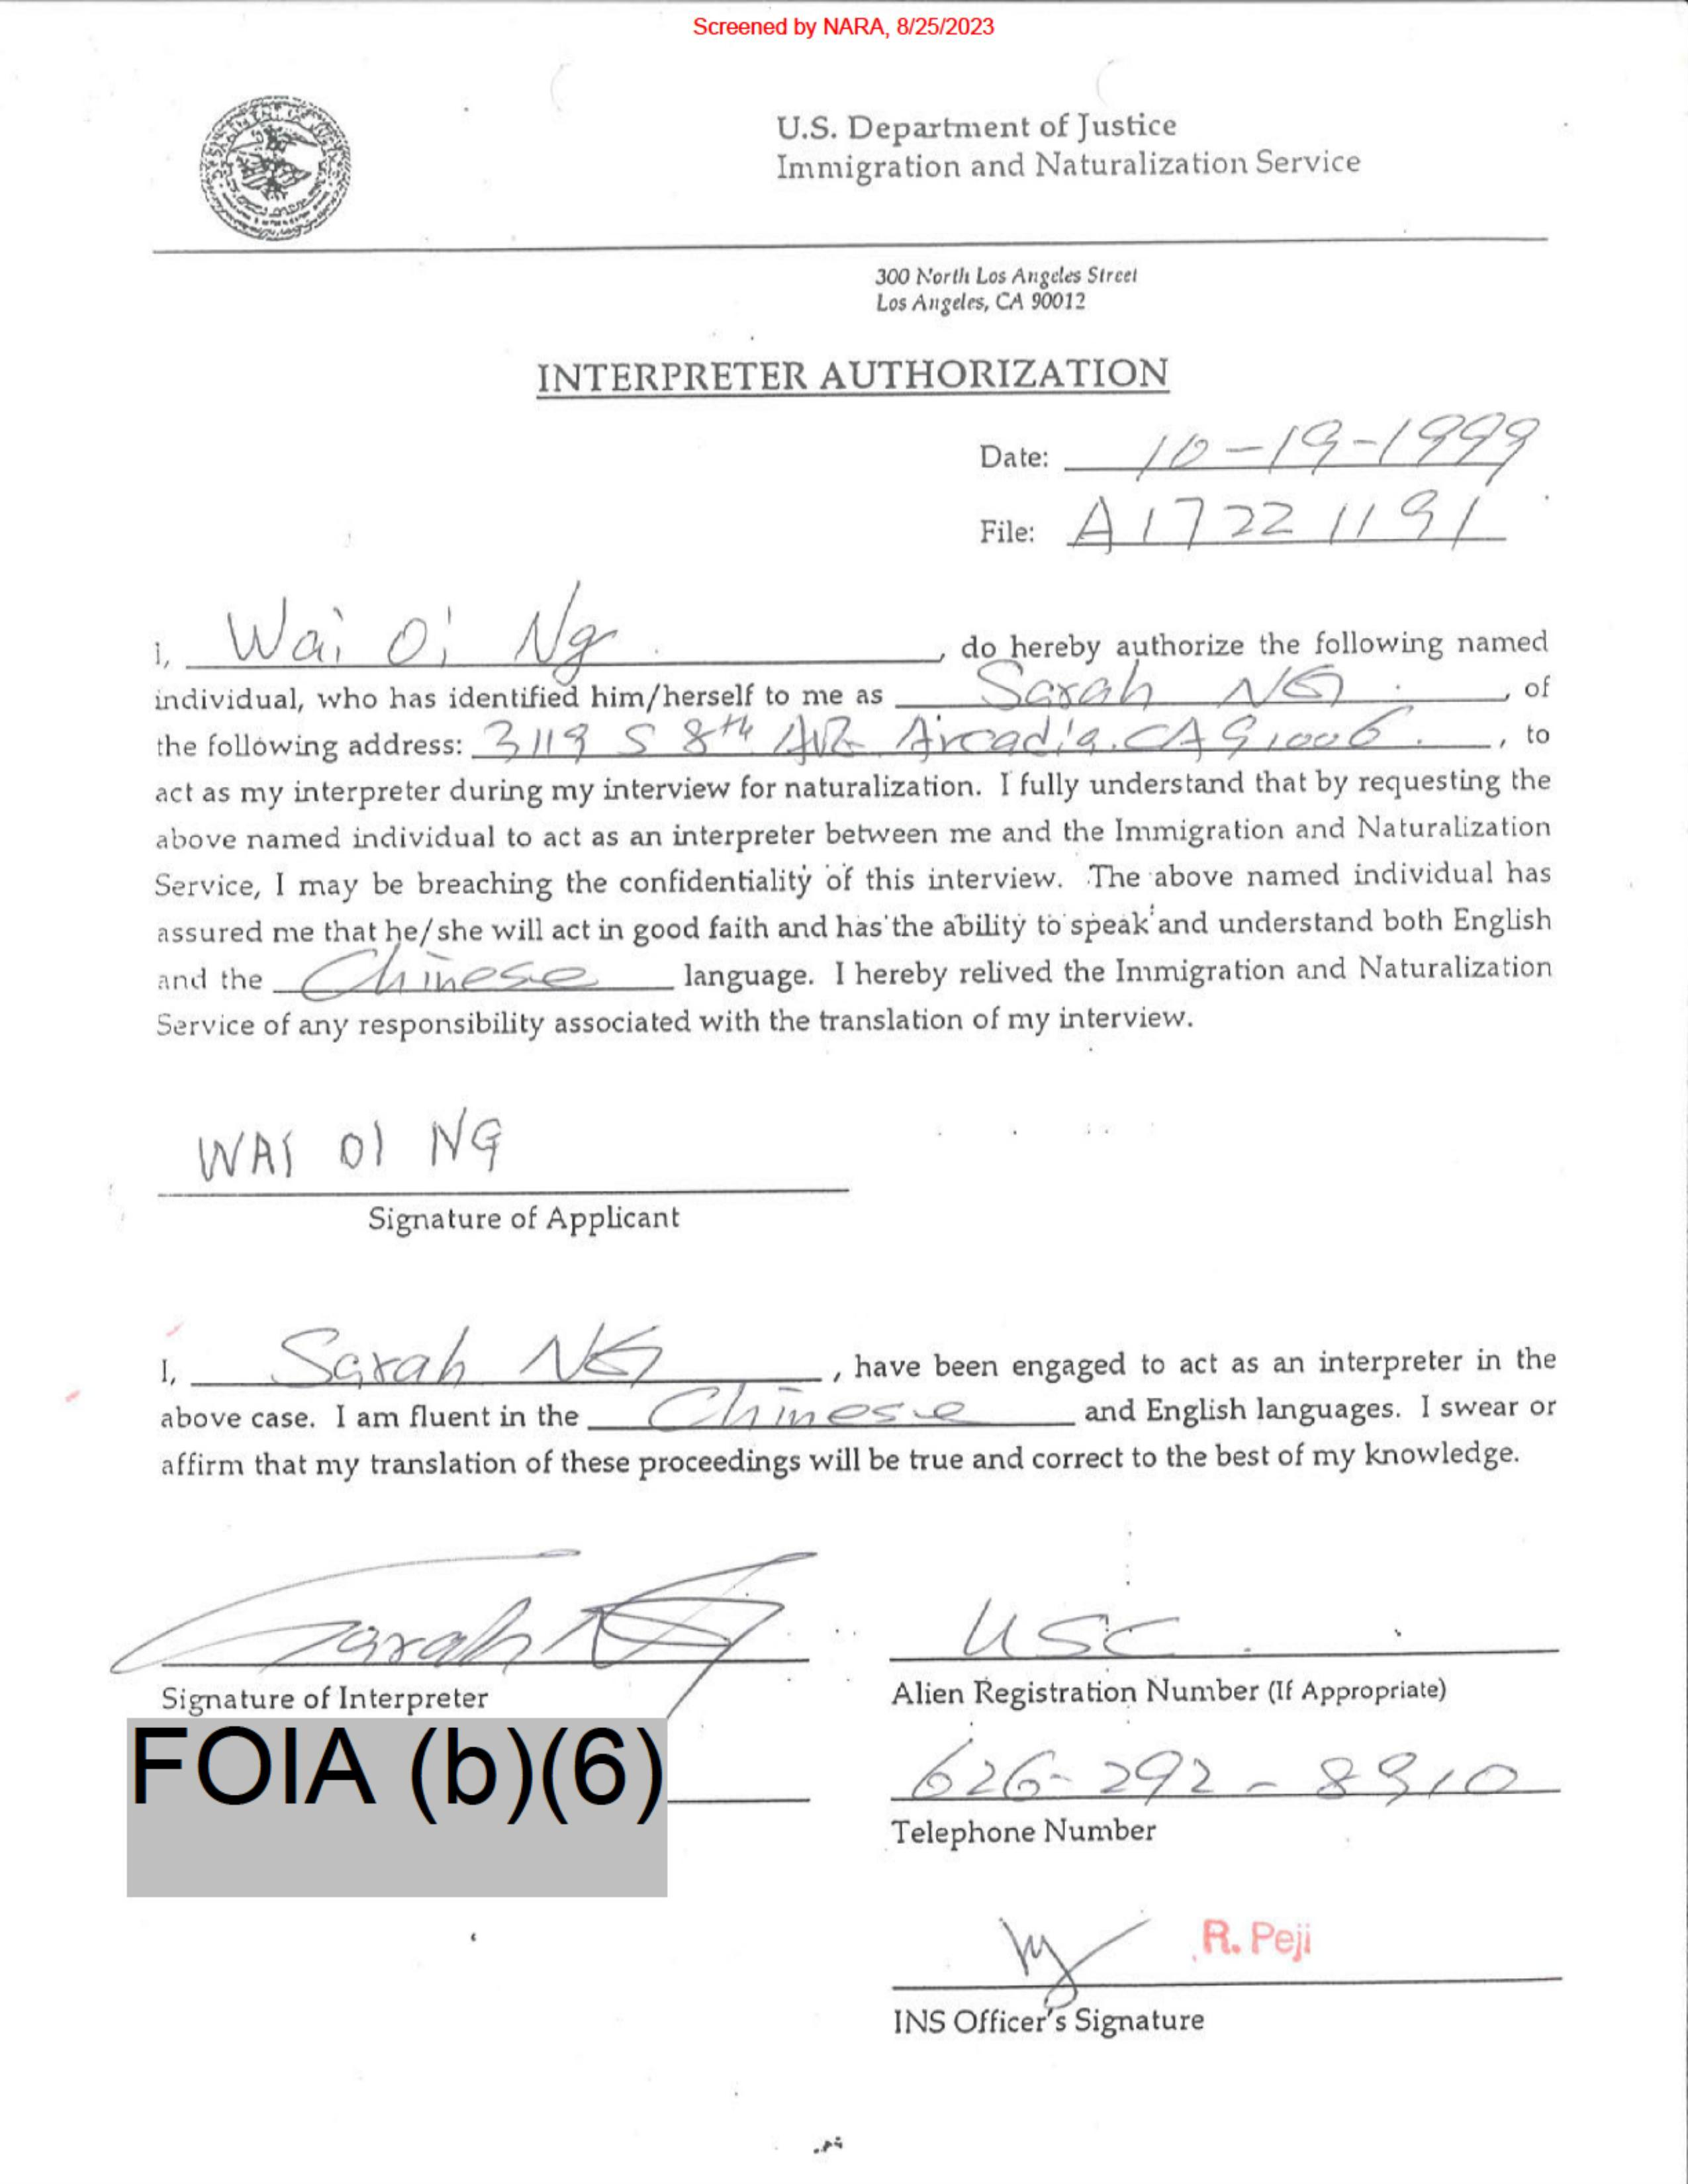 Screened by NARA, 8/25/2023
U.S. Department of Justice
Immigration and Naturalization Service
300 North Los Angeles Street
Los Angeles, CA 90012
INTERPRETER AUTHORIZATION
Date: 10-19-1999
File: A17221191
I, Wai Oi Ng, do hereby authorize the following named
individual, who has identified him/herself to me as Sarah NG, of
the following address: 3119 S 8th Ave Arcadia. CA 91006., to
act as my interpreter during my interview for naturalization. I fully understand that by requesting the
above named individual to act as an interpreter between me and the Immigration and Naturalization
Service, I may be breaching the confidentiality of this interview. The above named individual has
assured me that he/she will act in good faith and has the ability to speak and understand both English
and the Chinese language. I hereby relived the Immigration and Naturalization
Service of any responsibility associated with the translation of my interview.
WAI OI NG
Signature of Applicant
I, Sarah NG, have been engaged to act as an interpreter in the
above case. I am fluent in the Chinese and English languages. I swear or
affirm that my translation of these proceedings will be true and correct to the best of my knowledge.
Sarah Ng USC
Signature of Interpreter Alien Registration Number (If Appropriate)
FOIA (b)(6) 626-292-8910
Telephone Number
R. Peji
INS Officer's Signature